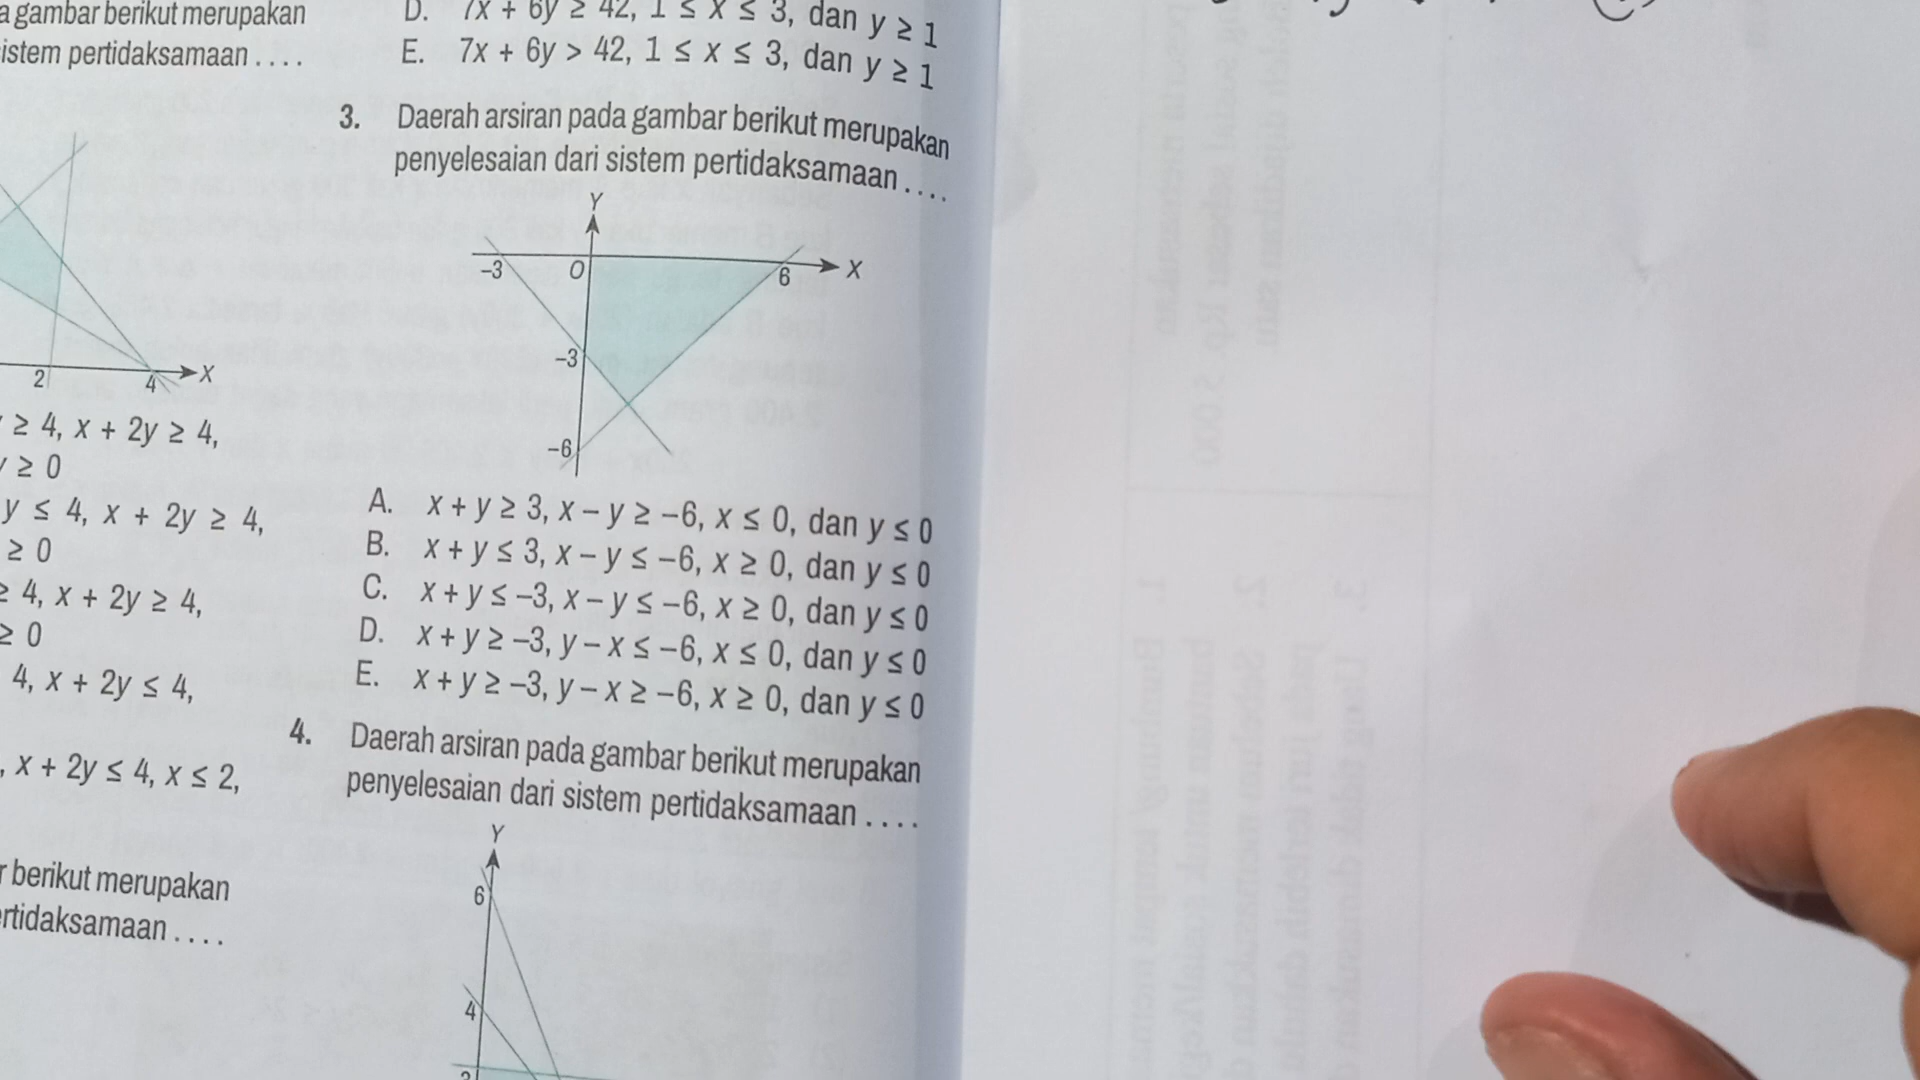 a gambar berikut merupakan
istem pertidaksamaan . . . .
2 4 X
≥ 4, x + 2y ≥ 4,
y ≥ 0
y ≤ 4, x + 2y ≥ 4,
≥ 0
≥ 4, x + 2y ≥ 4,
≥ 0
4, x + 2y ≤ 4,
, x + 2y ≤ 4, x ≤ 2,
r berikut merupakan
ertidaksamaan . . . .
D. 7x + 6y ≥ 42, 1 ≤ x ≤ 3, dan y ≥ 1
E. 7x + 6y > 42, 1 ≤ x ≤ 3, dan y ≥ 1
3. Daerah arsiran pada gambar berikut merupakan
penyelesaian dari sistem pertidaksamaan . . . .
Y
–3 O 6 X
–3
–6
A. x + y ≥ 3, x – y ≥ –6, x ≤ 0, dan y ≤ 0
B. x + y ≤ 3, x – y ≤ –6, x ≥ 0, dan y ≤ 0
C. x + y ≤ –3, x – y ≤ –6, x ≥ 0, dan y ≤ 0
D. x + y ≥ –3, y – x ≤ –6, x ≤ 0, dan y ≤ 0
E. x + y ≥ –3, y – x ≥ –6, x ≥ 0, dan y ≤ 0
4. Daerah arsiran pada gambar berikut merupakan
penyelesaian dari sistem pertidaksamaan . . . .
Y
6
4